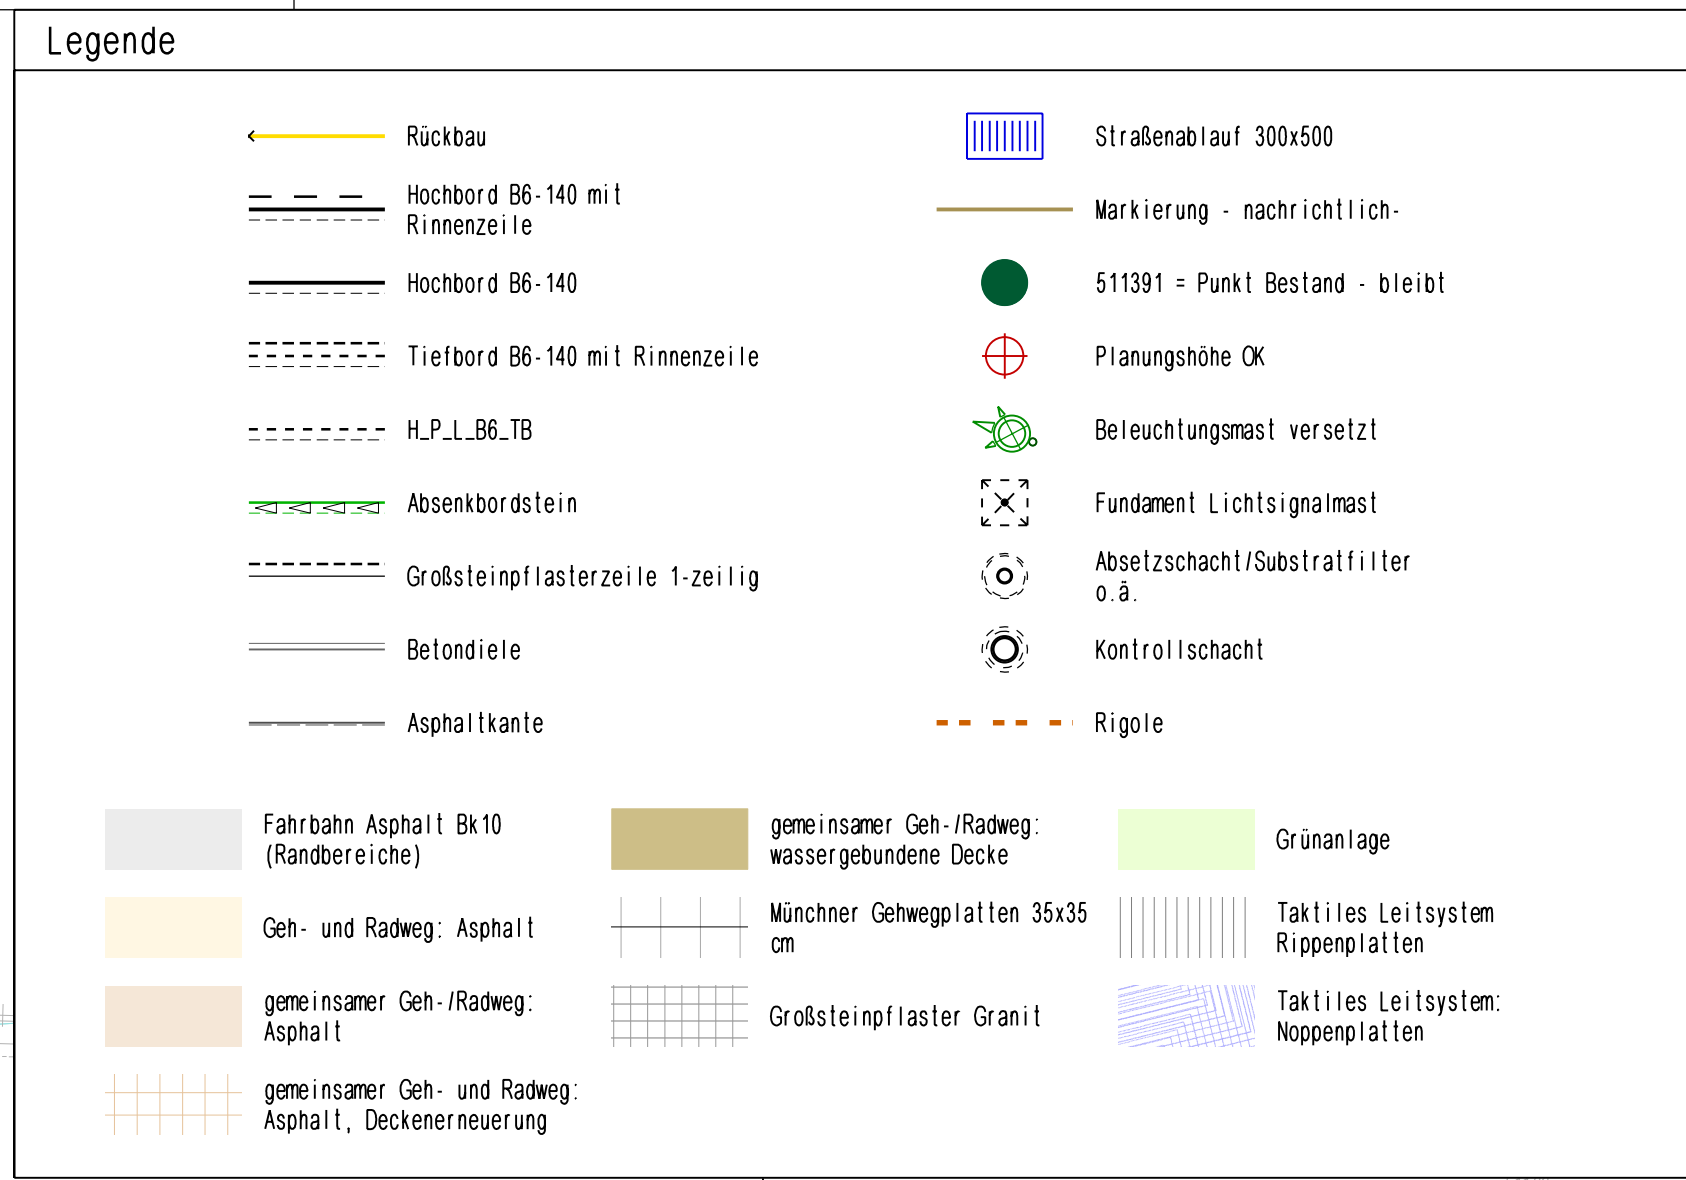 Legende
Rückbau
Hochbord B6-140 mit
Rinnenzeile
Hochbord B6-140
Tiefbord B6-140 mit Rinnenzeile
H_P_L_B6_TB
Absenkbordstein
Großsteinpflasterzeile 1-zeilig
Betondiele
Asphaltkante
Straßenablauf 300x500
Markierung - nachrichtlich-
511391 = Punkt Bestand - bleibt
Planungshöhe OK
Beleuchtungsmast versetzt
Fundament Lichtsignalmast
Absetzschacht/Substratfilter
o.ä.
Kontrollschacht
Rigole
Fahrbahn Asphalt Bk10
(Randbereiche)
Geh- und Radweg: Asphalt
gemeinsamer Geh-/Radweg:
Asphalt
gemeinsamer Geh- und Radweg:
Asphalt, Deckenerneuerung
gemeinsamer Geh-/Radweg:
wassergebundene Decke
Münchner Gehwegplatten 35x35
cm
Großsteinpflaster Granit
Grünanlage
Taktiles Leitsystem
Rippenplatten
Taktiles Leitsystem:
Noppenplatten